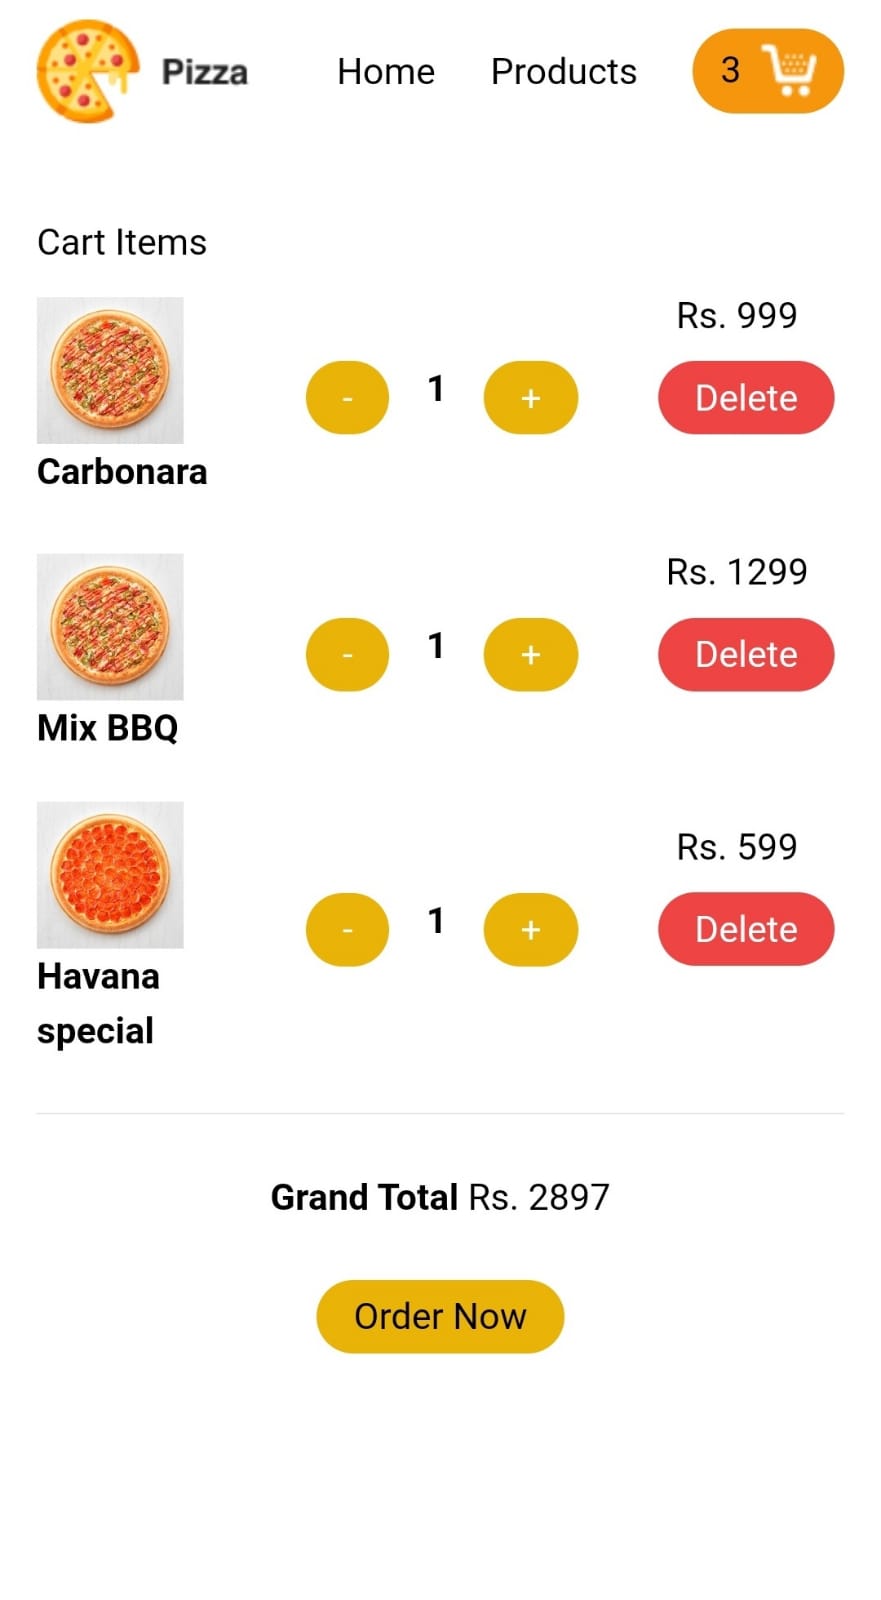 Pizza Home Products 3
Cart Items
Rs. 999
- 1 + Delete
Carbonara
Rs. 1299
- 1 + Delete
Mix BBQ
Rs. 599
- 1 + Delete
Havana
special
Grand Total Rs. 2897
Order Now